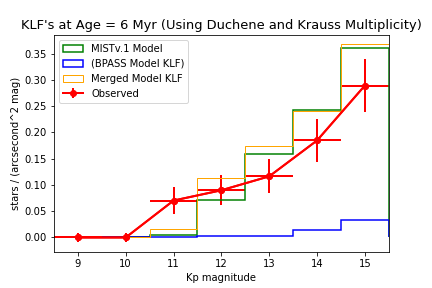 KLF's at Age = 6 Myr (Using Duchene and Krauss Multiplicity)
MISTv.1 Model
(BPASS Model KLF)
Merged Model KLF
Observed
stars / (arcsecond^2 mag)
0.35
0.30
0.25
0.20
0.15
0.10
0.05
0.00
9 10 11 12 13 14 15
Kp magnitude